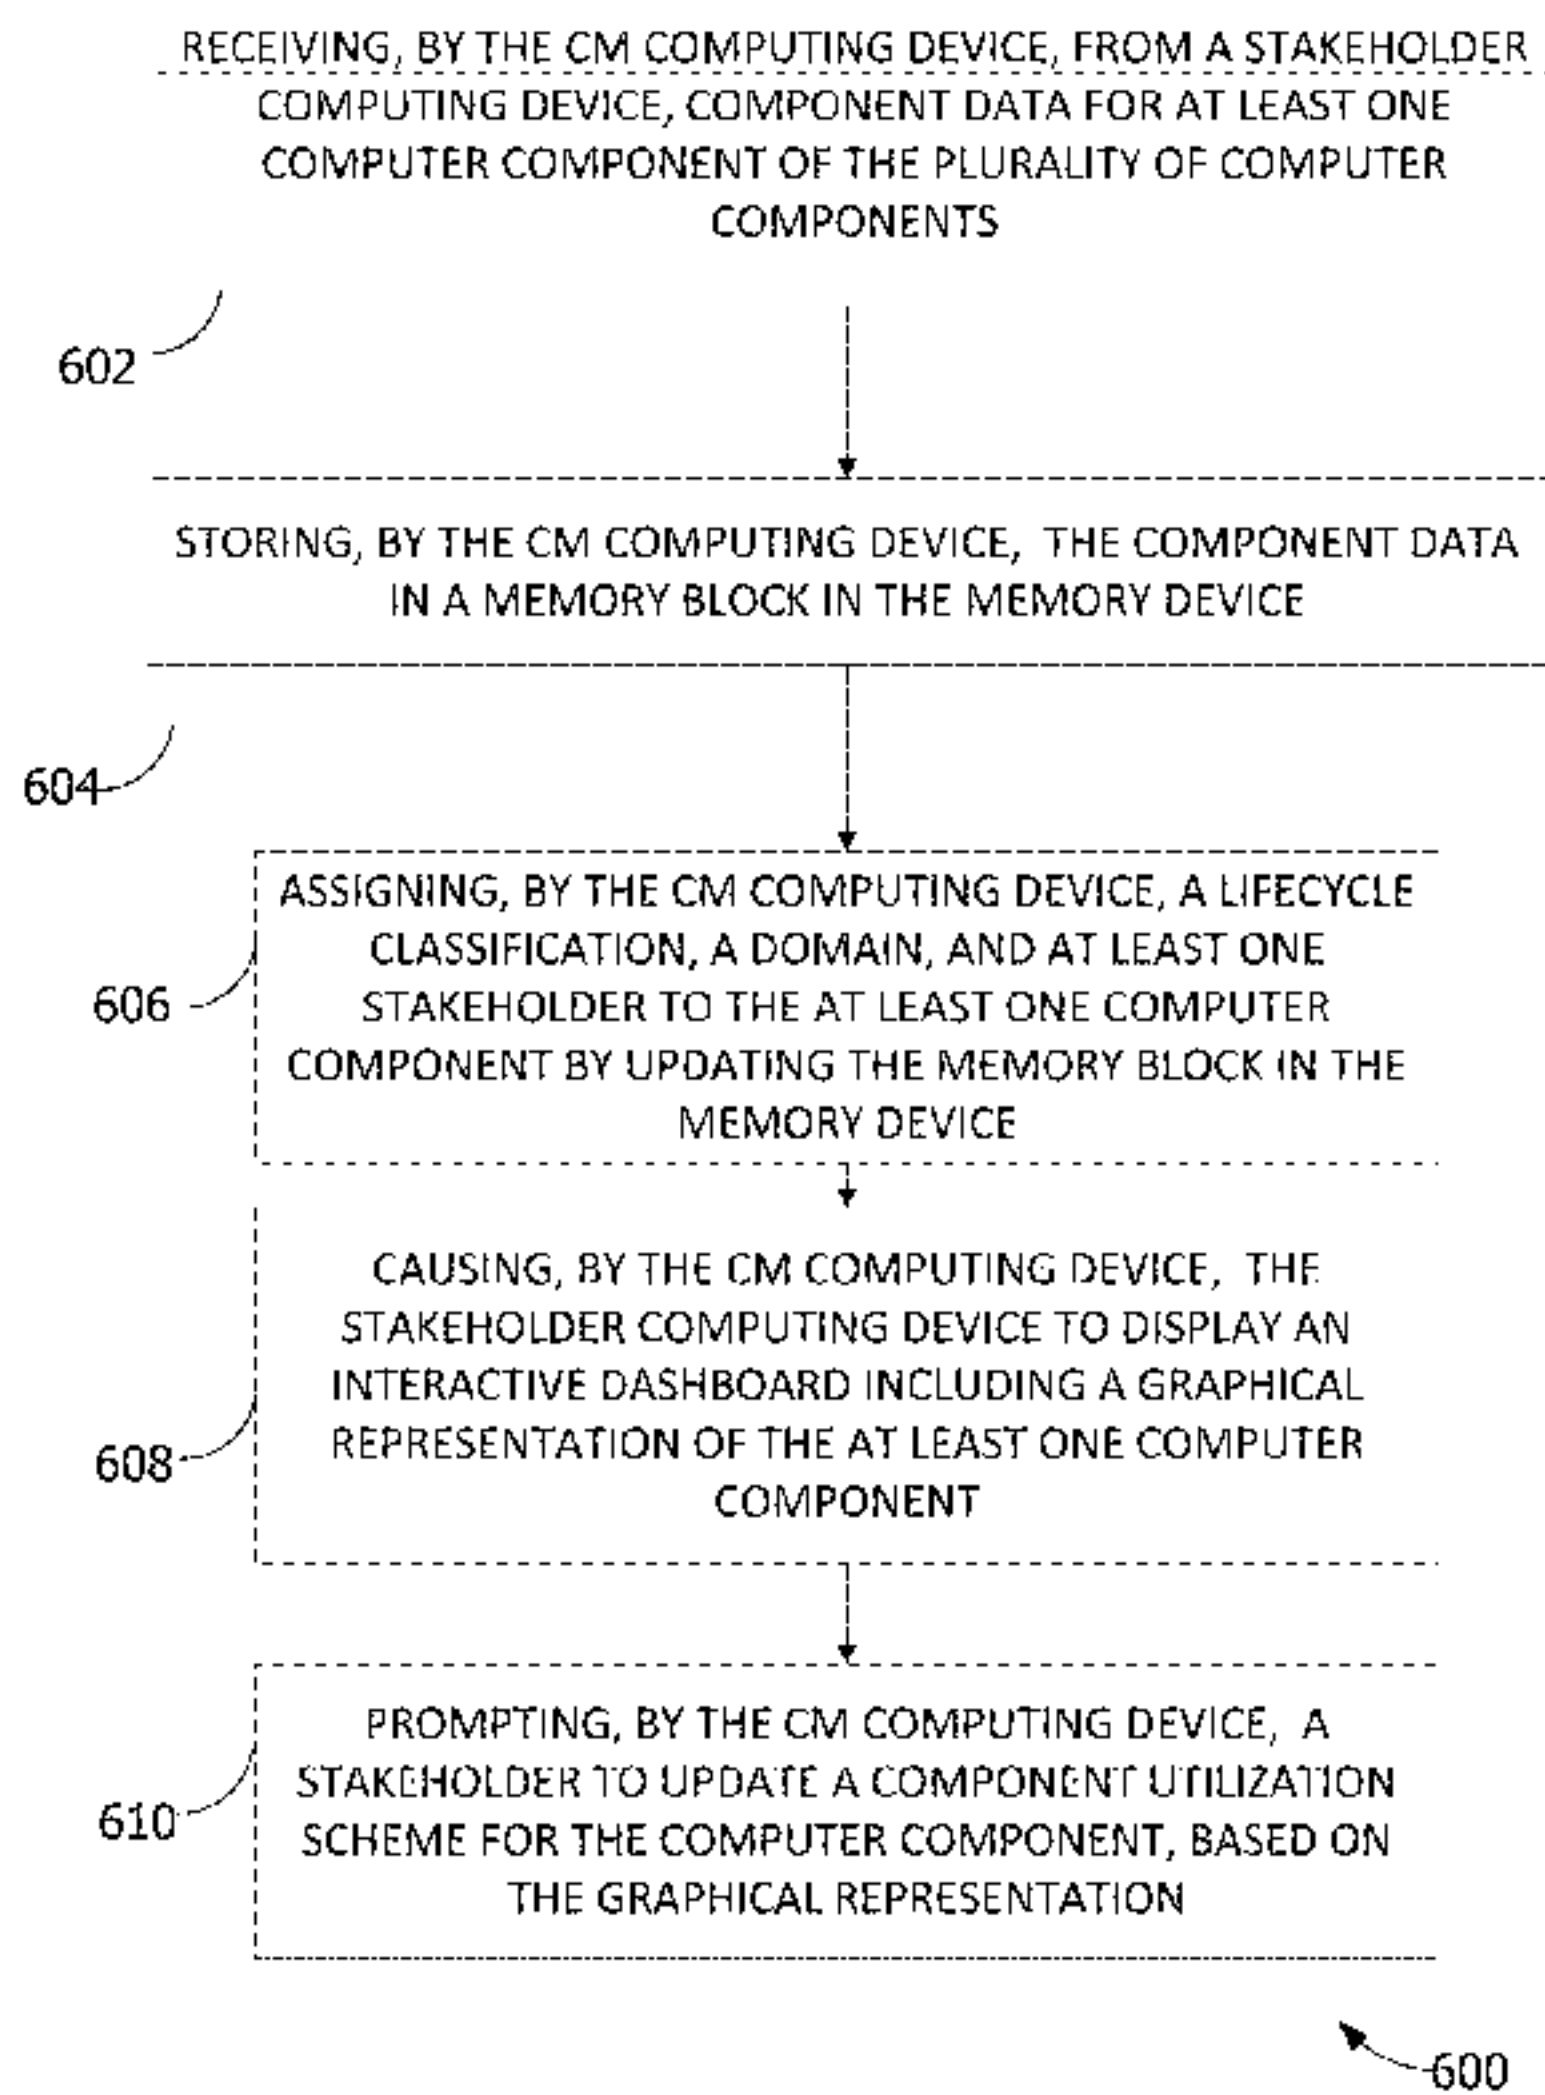 RECEIVING, BY THE CM COMPUTING DEVICE, FROM A STAKEHOLDER
COMPUTING DEVICE, COMPONENT DATA FOR AT LEAST ONE
COMPUTER COMPONENT OF THE PLURALITY OF COMPUTER
COMPONENTS
602
STORING, BY THE CM COMPUTING DEVICE, THE COMPONENT DATA
IN A MEMORY BLOCK IN THE MEMORY DEVICE
604
ASSIGNING, BY THE CM COMPUTING DEVICE, A LIFECYCLE
CLASSIFICATION, A DOMAIN, AND AT LEAST ONE
STAKEHOLDER TO THE AT LEAST ONE COMPUTER
COMPONENT BY UPDATING THE MEMORY BLOCK IN THE
MEMORY DEVICE
606
CAUSING, BY THE CM COMPUTING DEVICE, THE
STAKEHOLDER COMPUTING DEVICE TO DISPLAY AN
INTERACTIVE DASHBOARD INCLUDING A GRAPHICAL
REPRESENTATION OF THE AT LEAST ONE COMPUTER
COMPONENT
608
PROMPTING, BY THE CM COMPUTING DEVICE, A
STAKEHOLDER TO UPDATE A COMPONENT UTILIZATION
SCHEME FOR THE COMPUTER COMPONENT, BASED ON
THE GRAPHICAL REPRESENTATION
610
600